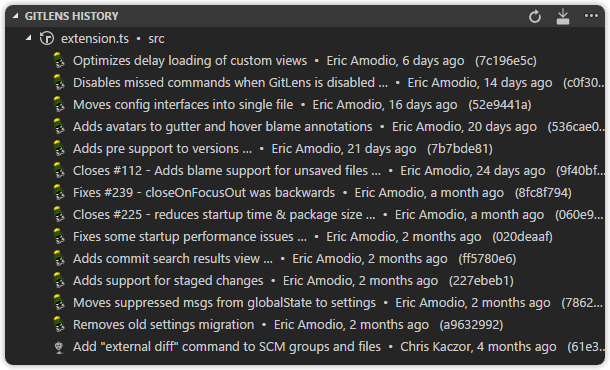 GITLENS HISTORY
extension.ts • src
Optimizes delay loading of custom views • Eric Amodio, 6 days ago (7c196e5c)
Disables missed commands when GitLens is disabled ... • Eric Amodio, 14 days ago (c0f30...
Moves config interfaces into single file • Eric Amodio, 16 days ago (52e9441a)
Adds avatars to gutter and hover blame annotations • Eric Amodio, 20 days ago (536cae0...
Adds pre support to versions ... • Eric Amodio, 21 days ago (7b7bde81)
Closes #112 - Adds blame support for unsaved files ... • Eric Amodio, 24 days ago (9f40bf...
Fixes #239 - closeOnFocusOut was backwards • Eric Amodio, a month ago (8fc8f794)
Closes #225 - reduces startup time & package size ... • Eric Amodio, a month ago (060e9...
Fixes some startup performance issues ... • Eric Amodio, 2 months ago (020deaaf)
Adds commit search results view ... • Eric Amodio, 2 months ago (ff5780e6)
Adds support for staged changes • Eric Amodio, 2 months ago (227ebeb1)
Moves suppressed msgs from globalState to settings • Eric Amodio, 2 months ago (7862...
Removes old settings migration • Eric Amodio, 2 months ago (a9632992)
Add "external diff" command to SCM groups and files • Chris Kaczor, 4 months ago (61e3...